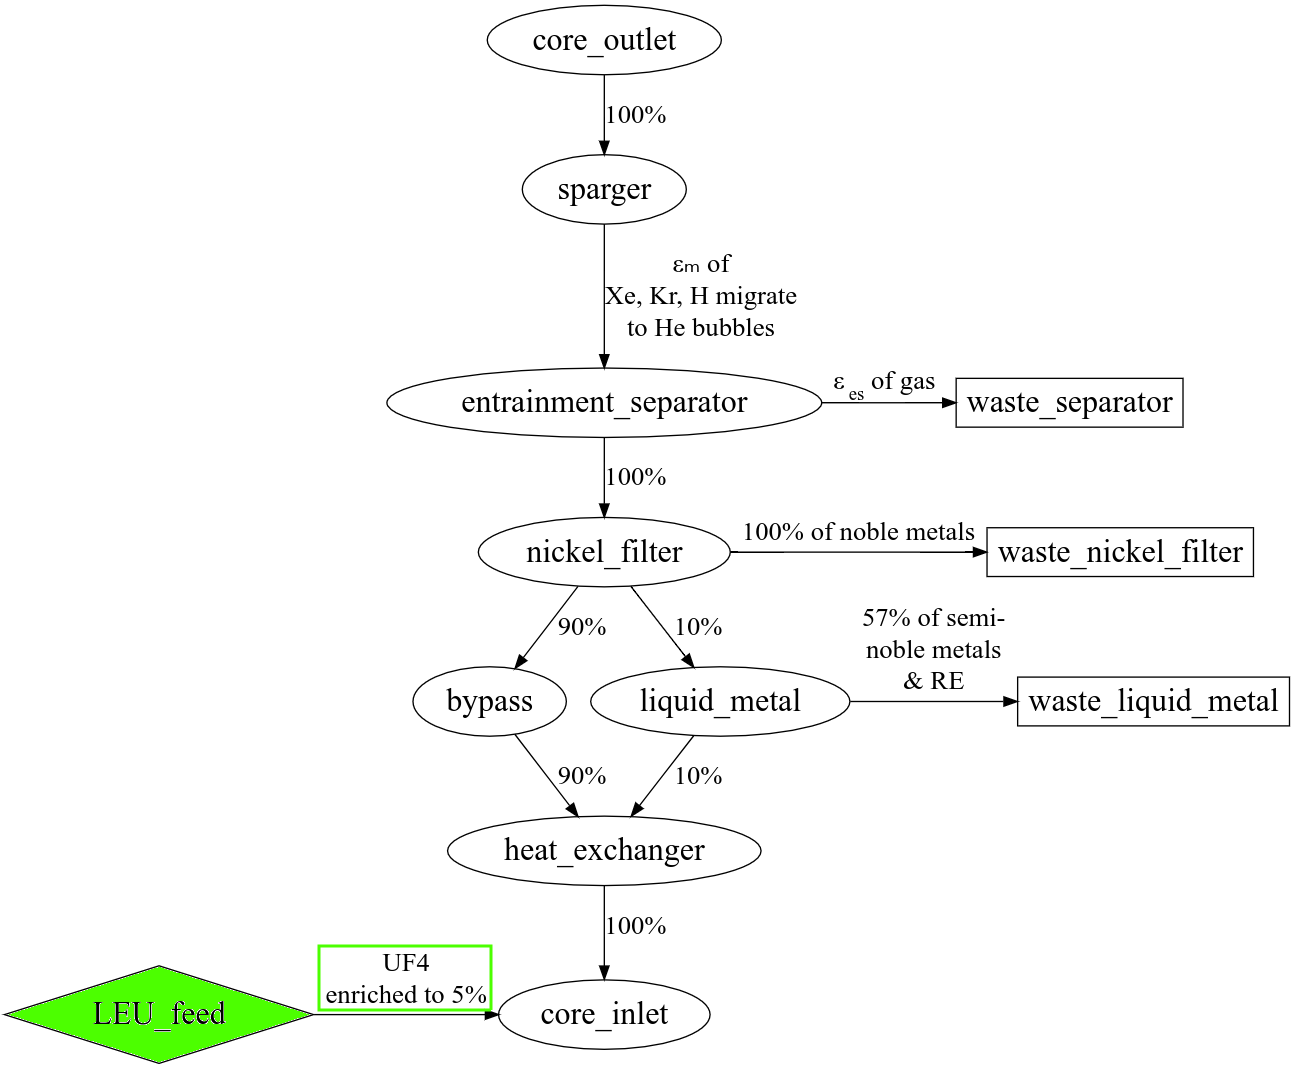 core_outlet
100%
sparger
εₘ of
Xe, Kr, H migrate
to He bubbles
entrainment_separator
ε es of gas
waste_separator
100%
nickel_filter
100% of noble metals
waste_nickel_filter
90%
10%
57% of semi-
noble metals
& RE
bypass
liquid_metal
waste_liquid_metal
90%
10%
heat_exchanger
100%
UF4
enriched to 5%
LEU_feed
core_inlet